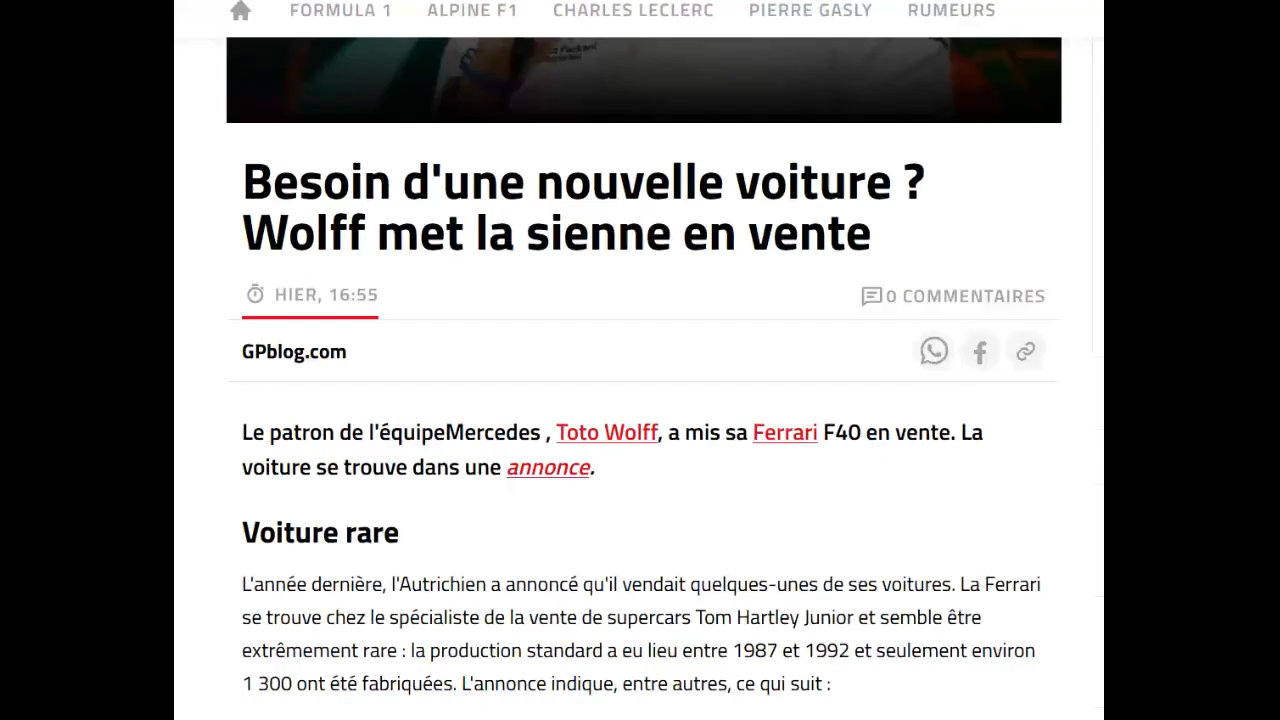 FORMULA 1 ALPINE F1 CHARLES LECLERC PIERRE GASLY RUMEURS
Besoin d'une nouvelle voiture ?
Wolff met la sienne en vente
HIER, 16:55
0 COMMENTAIRES
GPblog.com
Le patron de l'équipeMercedes , Toto Wolff, a mis sa Ferrari F40 en vente. La
voiture se trouve dans une annonce.
Voiture rare
L'année dernière, l'Autrichien a annoncé qu'il vendait quelques-unes de ses voitures. La Ferrari
se trouve chez le spécialiste de la vente de supercars Tom Hartley Junior et semble être
extrêmement rare : la production standard a eu lieu entre 1987 et 1992 et seulement environ
1 300 ont été fabriquées. L'annonce indique, entre autres, ce qui suit :